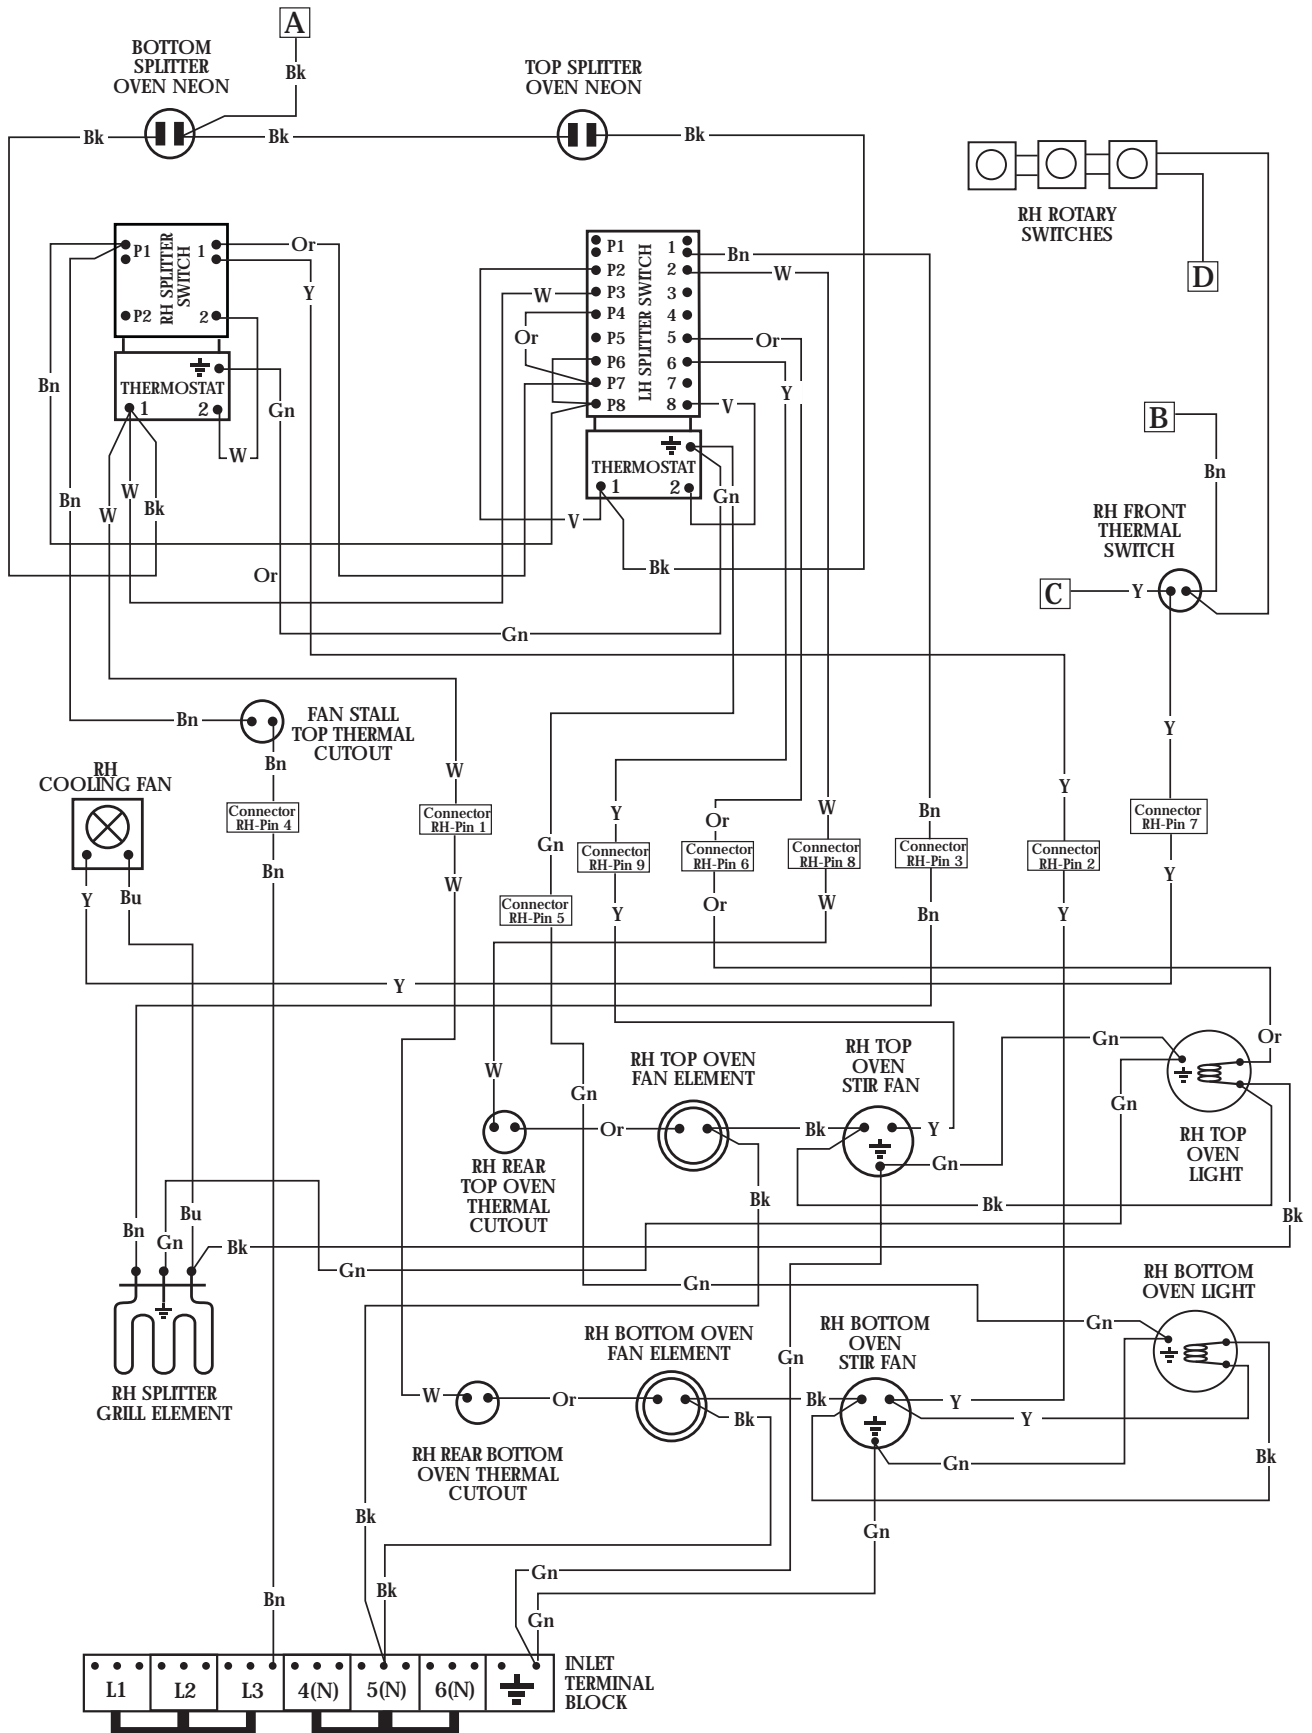 A
BOTTOM
SPLITTER
OVEN NEON
TOP SPLITTER
OVEN NEON
Bk
Bk
Bk
Bk
RH ROTARY
SWITCHES
D
P1
1
P2
2
RH SPLITTER
SWITCH
THERMOSTAT
1
2
Or
Y
Bn
Gn
W
Bn
W
W
Bk
Or
P1
P2
P3
P4
P5
P6
P7
P8
LH SPLITTER SWITCH
1
2
3
4
5
6
7
8
THERMOSTAT
1
2
Bn
W
W
Or
Or
Y
V
Gn
V
Bk
Gn
B
Bn
RH FRONT
THERMAL
SWITCH
C
Y
Bn
FAN STALL
TOP THERMAL
CUTOUT
Bn
RH
COOLING FAN
W
Y
Y
Connector
RH-Pin 4
Connector
RH-Pin 1
Connector
RH-Pin 7
Y
Or
W
Bn
Gn
Connector
RH-Pin 9
Connector
RH-Pin 6
Connector
RH-Pin 8
Connector
RH-Pin 3
Connector
RH-Pin 2
Connector
RH-Pin 5
Y
Bu
Bn
W
Y
Or
W
Bn
Y
Y
Y
RH TOP OVEN
FAN ELEMENT
RH TOP
OVEN
STIR FAN
Gn
Or
W
Gn
Gn
Or
Bk
Y
RH REAR
TOP OVEN
THERMAL
CUTOUT
Gn
RH TOP
OVEN
LIGHT
Bk
Bk
Bk
Bn
Gn
Bu
Bk
Gn
Gn
RH BOTTOM
OVEN LIGHT
RH BOTTOM OVEN
FAN ELEMENT
RH BOTTOM
OVEN
STIR FAN
Gn
Gn
RH SPLITTER
GRILL ELEMENT
W
Or
Bk
Bk
Y
Y
RH REAR BOTTOM
OVEN THERMAL
CUTOUT
Gn
Bk
Bk
Gn
Gn
Bn
Bk
Gn
L1
L2
L3
4(N)
5(N)
6(N)
INLET
TERMINAL
BLOCK